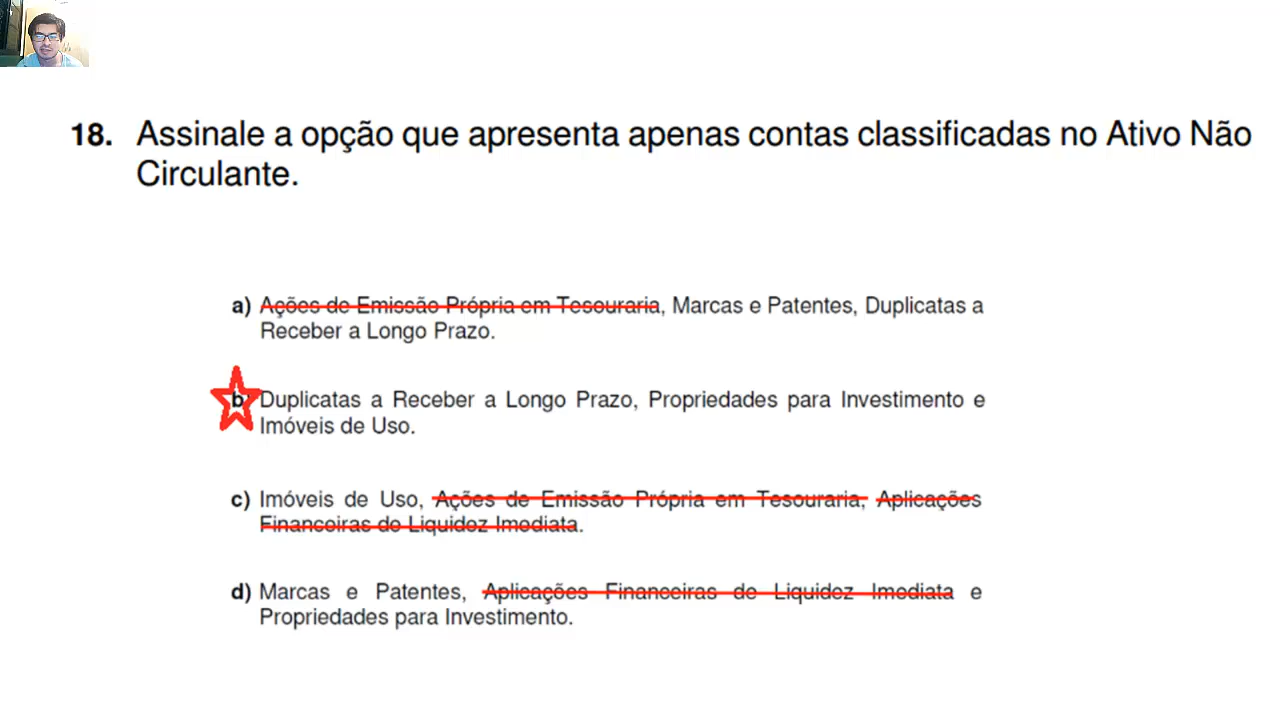 18. Assinale a opção que apresenta apenas contas classificadas no Ativo Não
Circulante.
a) Ações de Emissão Própria em Tesouraria, Marcas e Patentes, Duplicatas a
Receber a Longo Prazo.
b) Duplicatas a Receber a Longo Prazo, Propriedades para Investimento e
Imóveis de Uso.
c) Imóveis de Uso, Ações de Emissão Própria em Tesouraria, Aplicações
Financeiras de Liquidez Imediata.
d) Marcas e Patentes, Aplicações Financeiras de Liquidez Imediata e
Propriedades para Investimento.